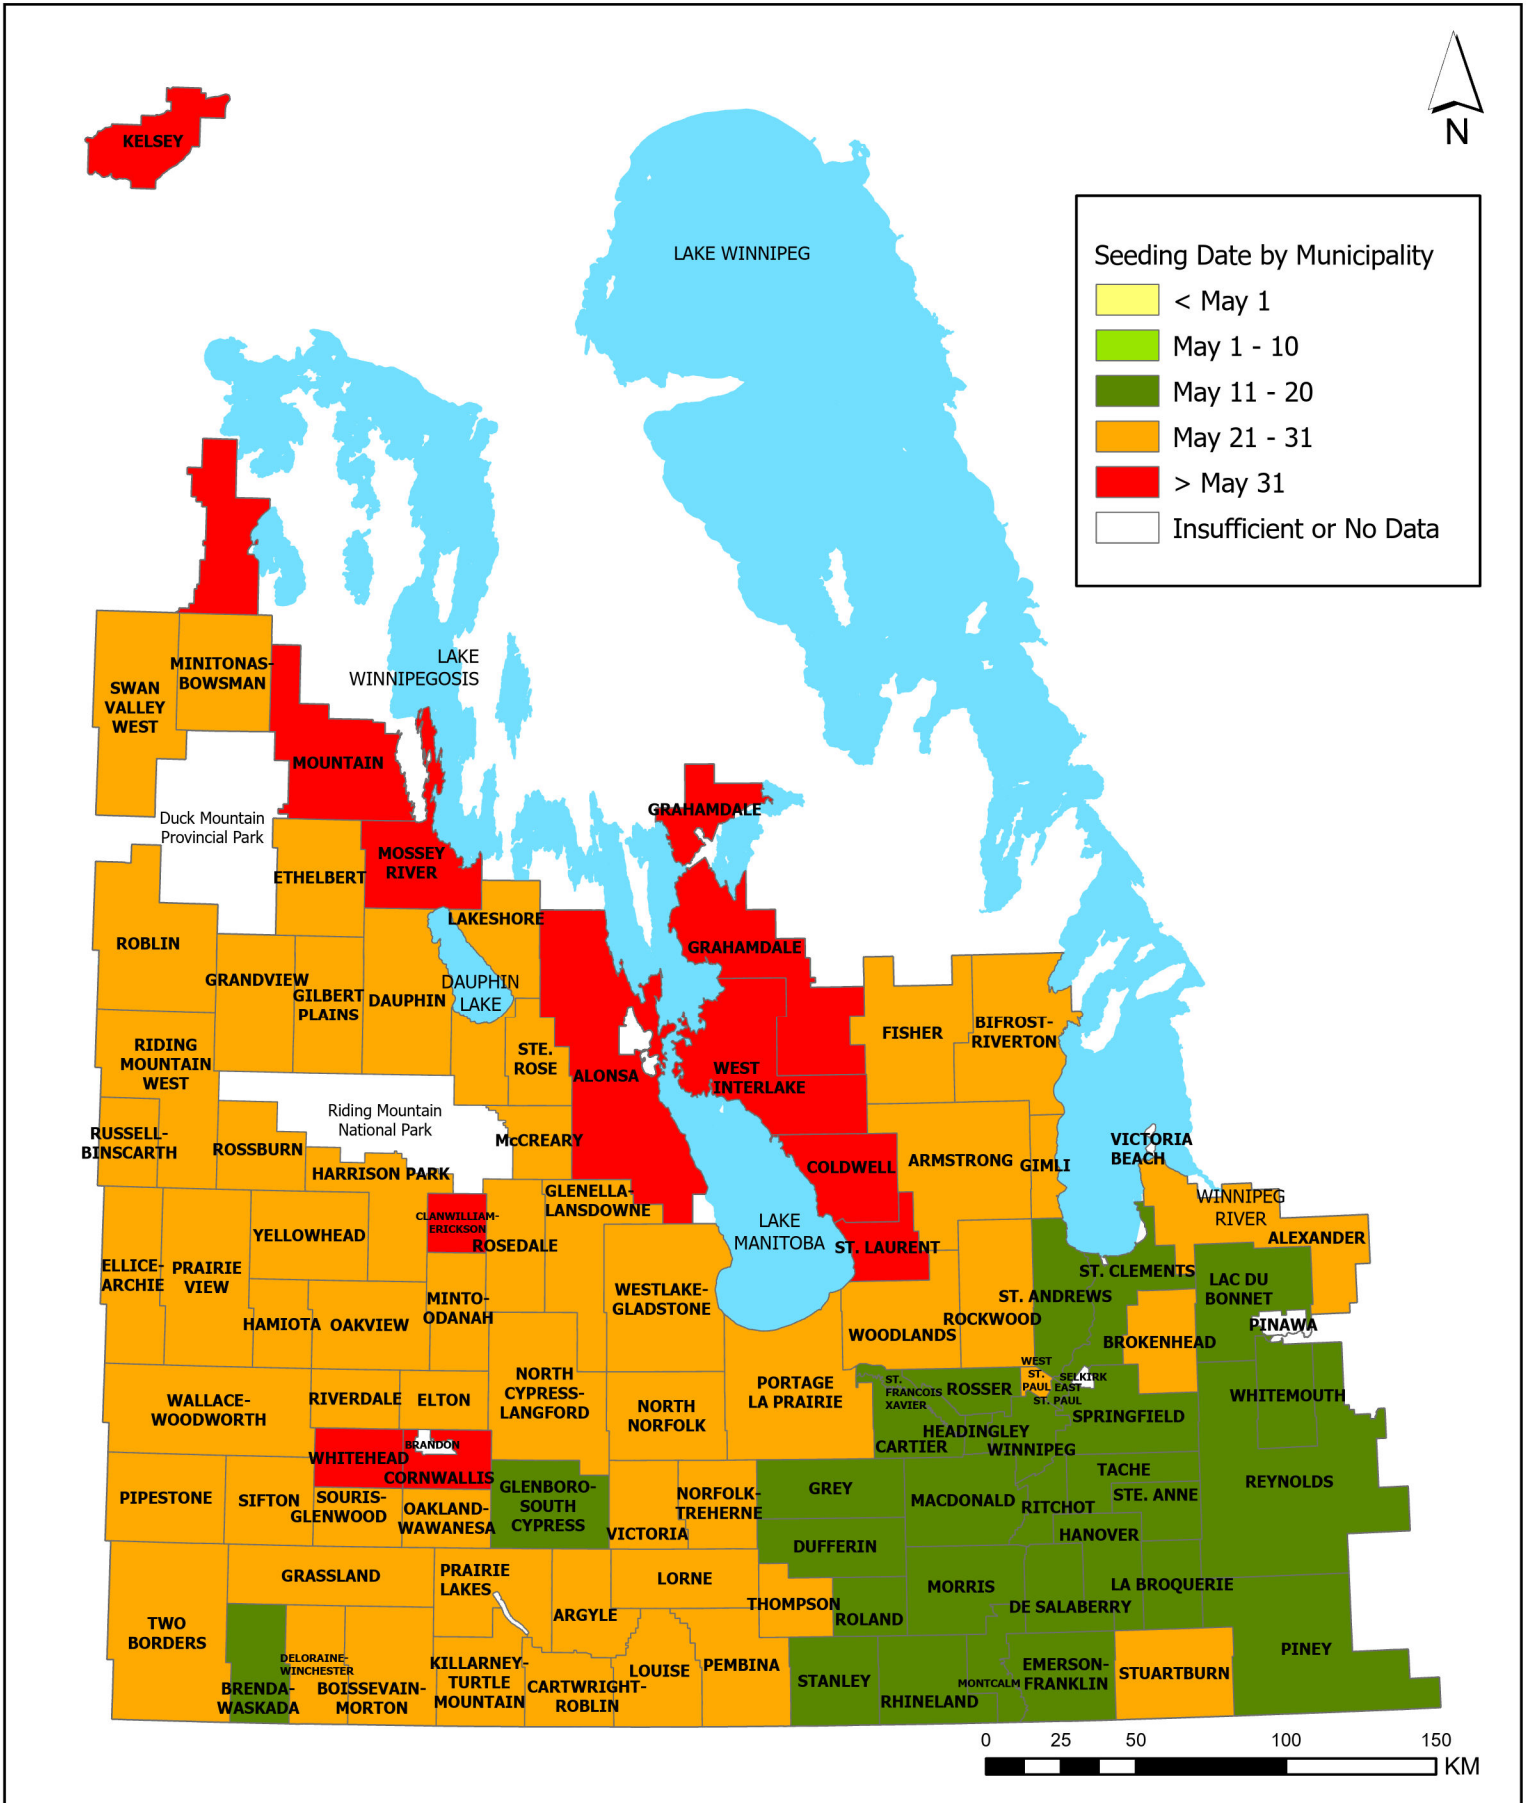 N
KELSEY
LAKE WINNIPEG
Seeding Date by Municipality
< May 1
May 1 - 10
May 11 - 20
May 21 - 31
> May 31
Insufficient or No Data
LAKE
WINNIPEGOSIS
MINITONAS-
BOWSMAN
SWAN
VALLEY
WEST
MOUNTAIN
Duck Mountain
Provincial Park
GRAHAMDALE
MOSSEY
RIVER
ETHELBERT
LAKESHORE
ROBLIN
GRAHAMDALE
GRANDVIEW
GILBERT
PLAINS
DAUPHIN
DAUPHIN
LAKE
FISHER
BIFROST-
RIVERTON
RIDING
MOUNTAIN
WEST
STE.
ROSE
ALONSA
WEST
INTERLAKE
Riding Mountain
National Park
RUSSELL-
BINSCARTH
ROSSBURN
McCREARY
HARRISON PARK
COLDWELL
ARMSTRONG
GIMLI
VICTORIA
BEACH
GLENELLA-
LANSDOWNE
WINNIPEG
RIVER
ALEXANDER
CLANWILLIAM-
ERICKSON
YELLOWHEAD
ROSEDALE
LAKE
MANITOBA
ST. LAURENT
ELLICE-
ARCHIE
PRAIRIE
VIEW
ST. CLEMENTS
LAC DU
BONNET
WESTLAKE-
GLADSTONE
MINTO-
ODANAH
ST. ANDREWS
HAMIOTA
OAKVIEW
ROCKWOOD
WOODLANDS
PINAWA
BROKENHEAD
WEST
ST.
PAUL
SELKIRK
EAST
ST. PAUL
NORTH
CYPRESS-
LANGFORD
PORTAGE
LA PRAIRIE
ST.
FRANCOIS
XAVIER
ROSSER
WHITEMOUTH
WALLACE-
WOODWORTH
RIVERDALE
ELTON
NORTH
NORFOLK
SPRINGFIELD
HEADINGLEY
CARTIER
WINNIPEG
BRANDON
WHITEHEAD
CORNWALLIS
TACHE
REYNOLDS
PIPESTONE
SIFTON
SOURIS-
GLENWOOD
OAKLAND-
WAWANESA
GLENBORO-
SOUTH
CYPRESS
VICTORIA
NORFOLK-
TREHERNE
GREY
MACDONALD
RITCHOT
STE. ANNE
HANOVER
DUFFERIN
GRASSLAND
PRAIRIE
LAKES
LORNE
MORRIS
LA BROQUERIE
THOMPSON
ROLAND
DE SALABERRY
ARGYLE
TWO
BORDERS
PINEY
DELORAINE-
WINCHESTER
BRENDA-
WASKADA
BOISSEVAIN-
MORTON
KILLARNEY-
TURTLE
MOUNTAIN
CARTWRIGHT-
ROBLIN
LOUISE
PEMBINA
STANLEY
RHINELAND
MONTCALM
EMERSON-
FRANKLIN
STUARTBURN
0 25 50 100 150
KM